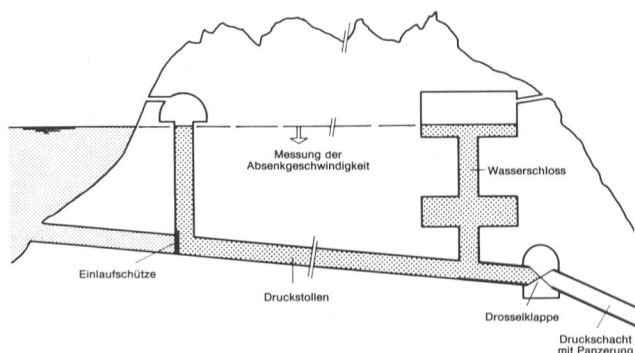 Messung der
Absenkgeschwindigkeit
Wasserschloss
Einlaufschütze
Druckstollen
Drosselklappe
Druckschacht
mit Panzerung